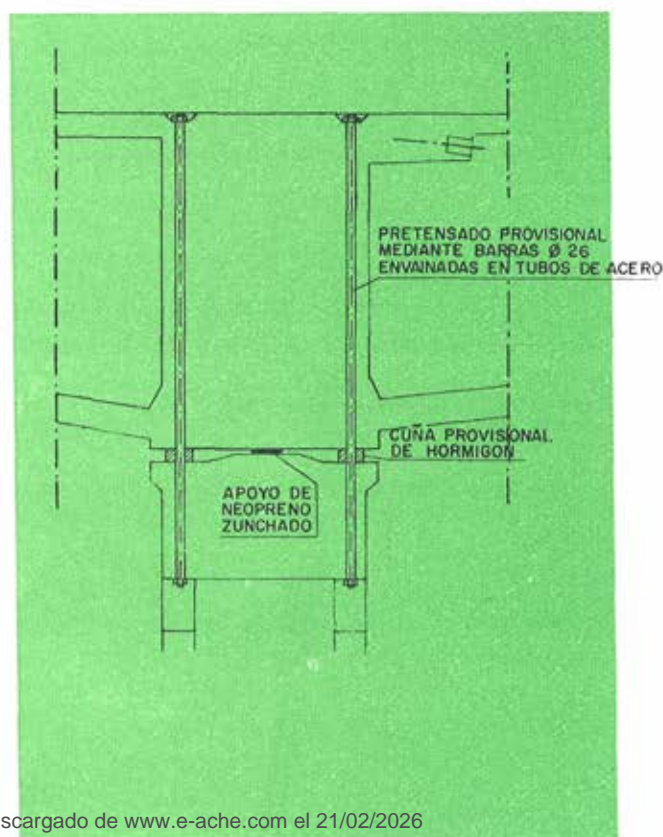 PRETENSADO PROVISIONAL
MEDIANTE BARRAS Ø 26
ENVAINADAS EN TUBOS DE ACERO
CUÑA PROVISIONAL
DE HORMIGON
APOYO DE
NEOPRENO
ZUNCHADO
scargado de www.e-ache.com el 21/02/2026